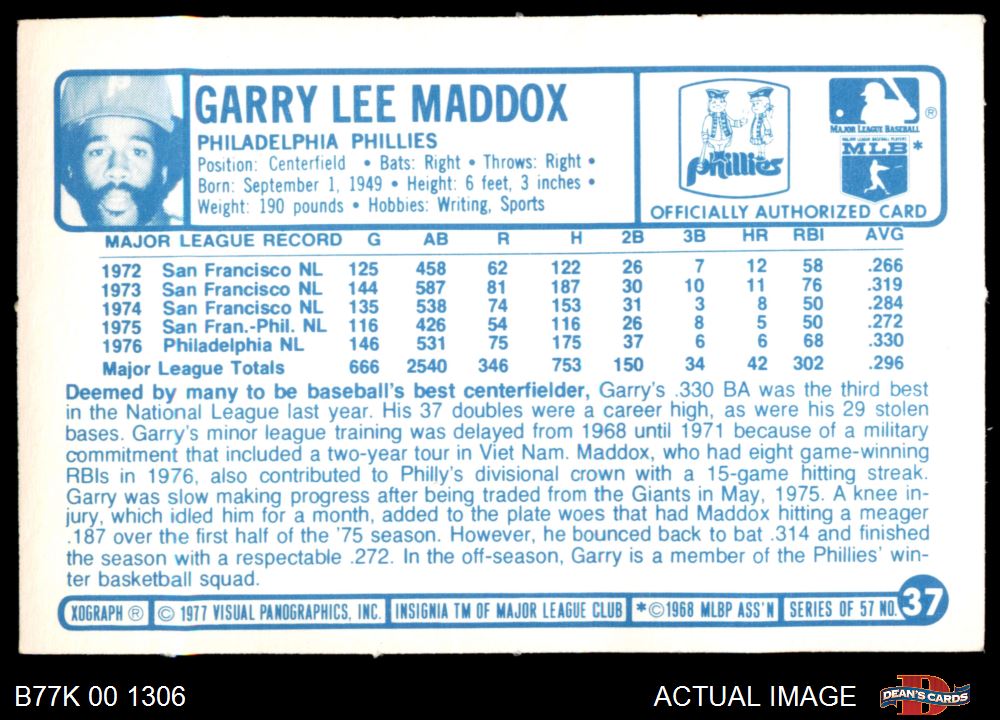 GARRY LEE MADDOX
PHILADELPHIA PHILLIES
Position: Centerfield • Bats: Right • Throws: Right •
Born: September 1, 1949 • Height: 6 feet, 3 inches •
Weight: 190 pounds • Hobbies: Writing, Sports
P
phillies
®
MAJOR LEAGUE BASEBALL
MAJOR LEAGUE BASEBALL PLAYERS
MLB *
OFFICIALLY AUTHORIZED CARD
MAJOR LEAGUE RECORD G AB R H 2B 3B HR RBI AVG
1972 San Francisco NL 125 458 62 122 26 7 12 58 .266
1973 San Francisco NL 144 587 81 187 30 10 11 76 .319
1974 San Francisco NL 135 538 74 153 31 3 8 50 .284
1975 San Fran.-Phil. NL 116 426 54 116 26 8 5 50 .272
1976 Philadelphia NL 146 531 75 175 37 6 6 68 .330
Major League Totals 666 2540 346 753 150 34 42 302 .296
Deemed by many to be baseball's best centerfielder, Garry's .330 BA was the third best
in the National League last year. His 37 doubles were a career high, as were his 29 stolen
bases. Garry's minor league training was delayed from 1968 until 1971 because of a military
commitment that included a two-year tour in Viet Nam. Maddox, who had eight game-winning
RBIs in 1976, also contributed to Philly's divisional crown with a 15-game hitting streak.
Garry was slow making progress after being traded from the Giants in May, 1975. A knee in-
jury, which idled him for a month, added to the plate woes that had Maddox hitting a meager
.187 over the first half of the '75 season. However, he bounced back to bat .314 and finished
the season with a respectable .272. In the off-season, Garry is a member of the Phillies' win-
ter basketball squad.
XOGRAPH ® © 1977 VISUAL PANOGRAPHICS, INC. INSIGNIA TM OF MAJOR LEAGUE CLUB *©1968 MLBP ASS'N SERIES OF 57 NO. 37
B77K 00 1306
ACTUAL IMAGE
D
DEAN'S CARDS